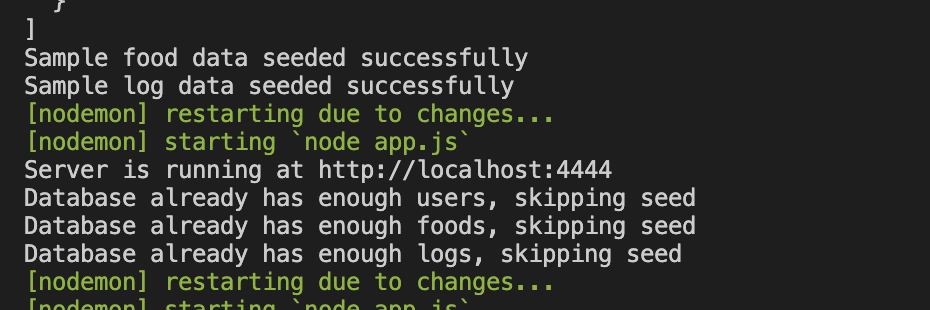 }
]
Sample food data seeded successfully
Sample log data seeded successfully
[nodemon] restarting due to changes...
[nodemon] starting `node app.js`
Server is running at http://localhost:4444
Database already has enough users, skipping seed
Database already has enough foods, skipping seed
Database already has enough logs, skipping seed
[nodemon] restarting due to changes...
[nodemon] starting `node app.js`